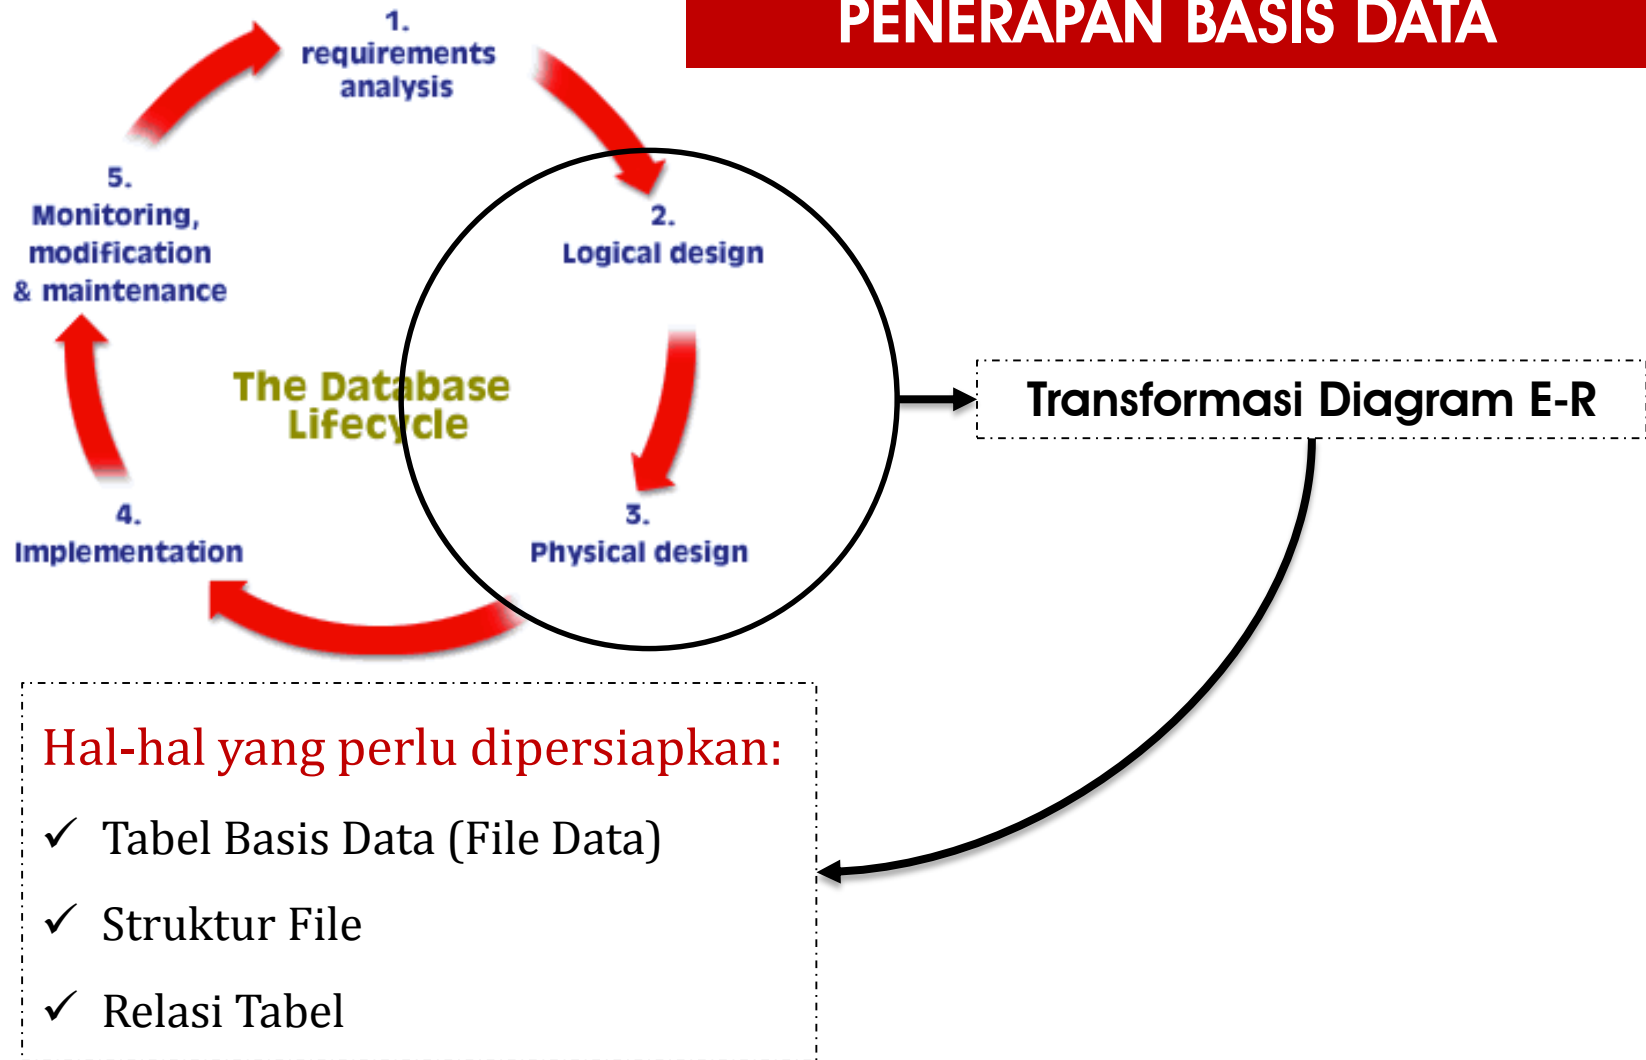 PENERAPAN BASIS DATA
1.
requirements
analysis
2.
Logical design
3.
Physical design
4.
Implementation
5.
Monitoring,
modification
& maintenance
The Database
Lifecycle
Transformasi Diagram E-R
Hal-hal yang perlu dipersiapkan:
✓ Tabel Basis Data (File Data)
✓ Struktur File
✓ Relasi Tabel